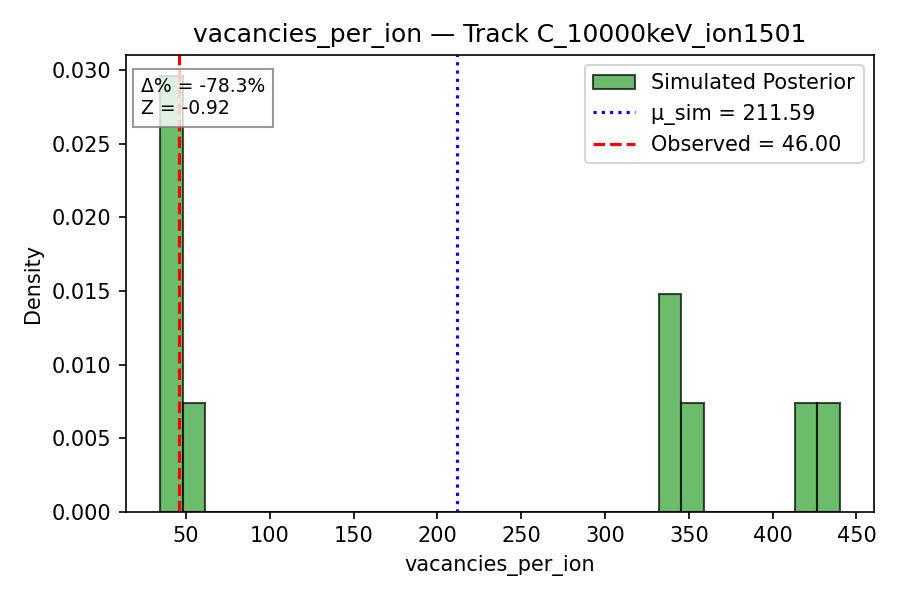 vacancies_per_ion — Track C_10000keV_ion1501
Δ% = -78.3%
Z = -0.92
Simulated Posterior
μ_sim = 211.59
Observed = 46.00
Density
0.030
0.025
0.020
0.015
0.010
0.005
0.000
50
100
150
200
250
300
350
400
450
vacancies_per_ion